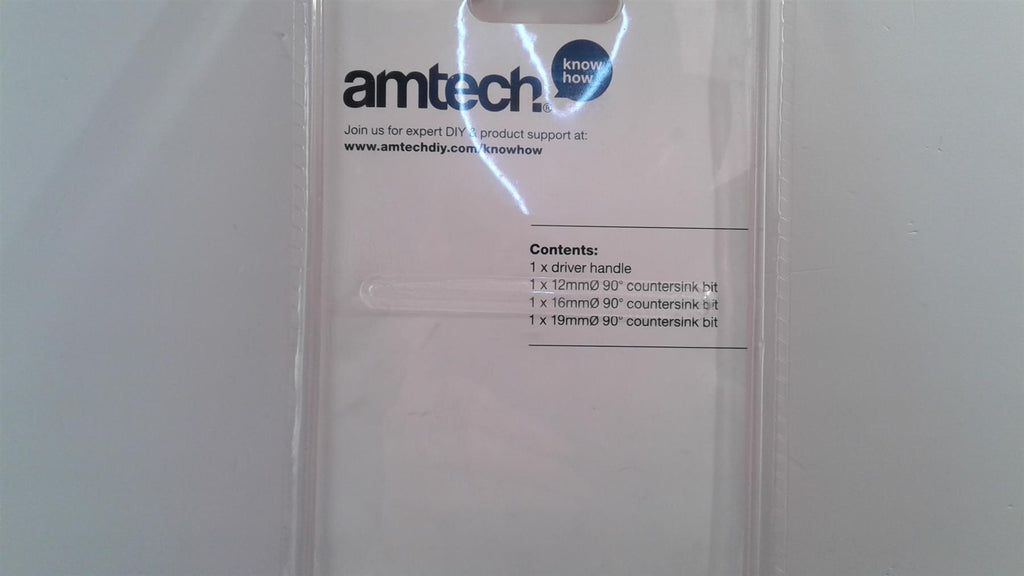 amtech®
know
how
Join us for expert DIY & product support at:
www.amtechdiy.com/knowhow
Contents:
1 x driver handle
1 x 12mmØ 90° countersink bit
1 x 16mmØ 90° countersink bit
1 x 19mmØ 90° countersink bit